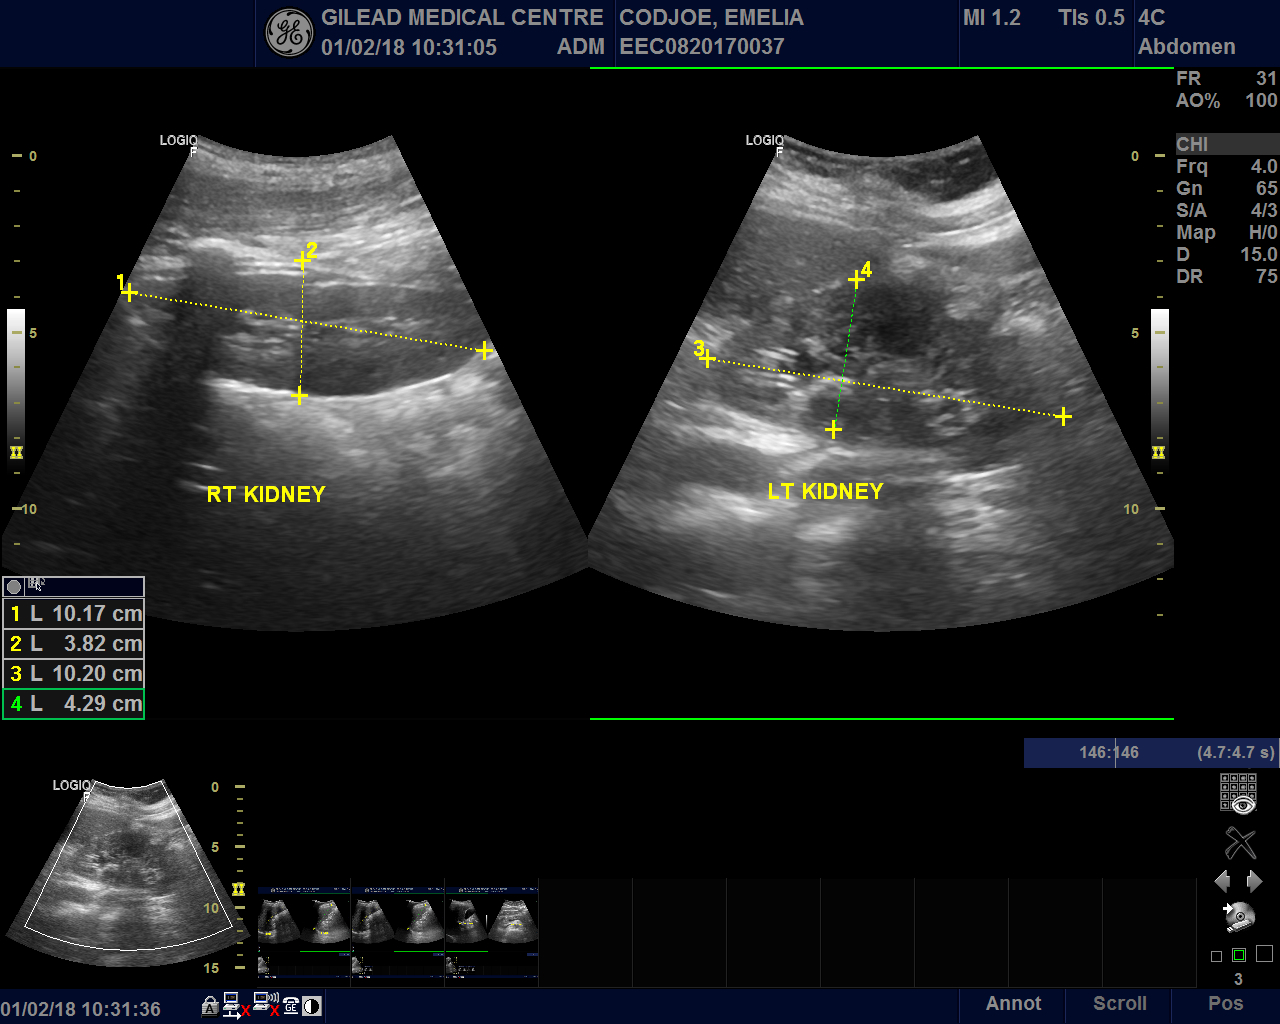 GILEAD MEDICAL CENTRE
01/02/18 10:31:05 ADM
CODJOE, EMELIA
EEC0820170037
MI 1.2 TIs 0.5
4C
Abdomen
FR 31
AO% 100
CHI
Frq 4.0
Gn 65
S/A 4/3
Map H/0
D 15.0
DR 75
LOGIQ
F
0
5
10
1
2
RT KIDNEY
LOGIQ
F
0
5
10
3
4
LT KIDNEY
1 L 10.17 cm
2 L 3.82 cm
3 L 10.20 cm
4 L 4.29 cm
146:146 (4.7:4.7 s)
LOGIQ
F
0
5
10
15
3
01/02/18 10:31:36
A
X
X
GE
Annot Scroll Pos